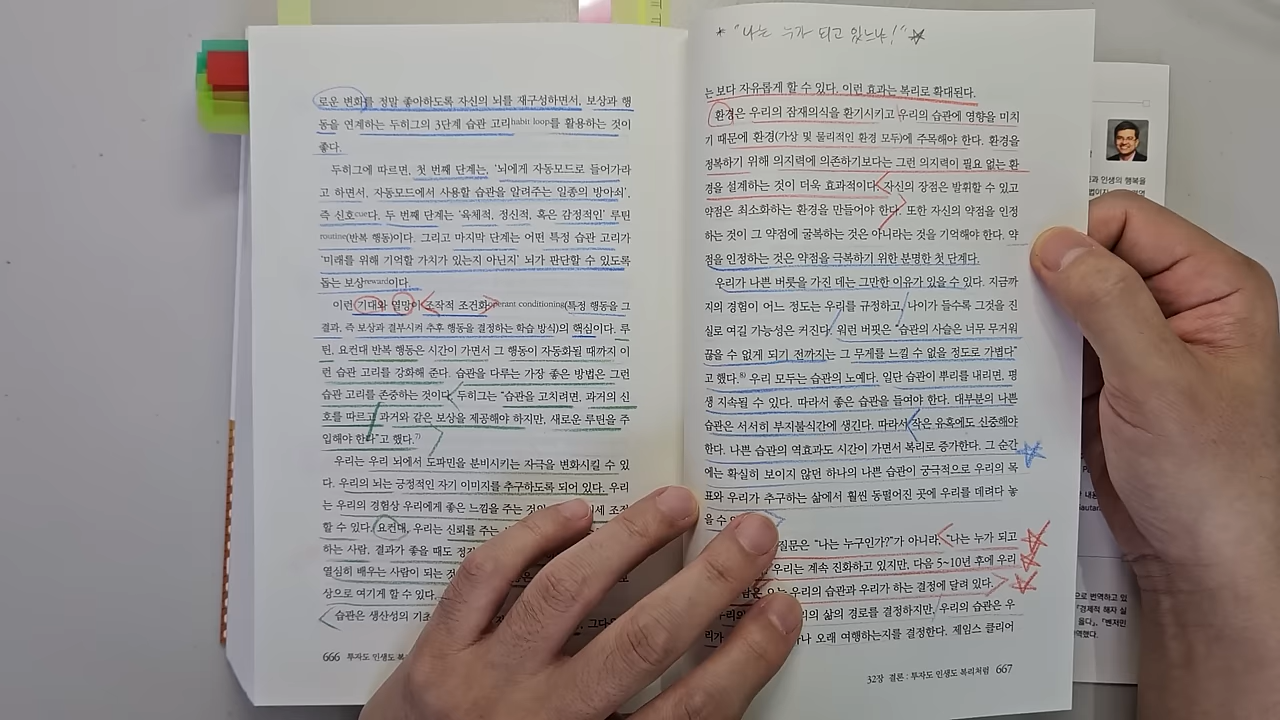 로운 변화를 정말 좋아하도록 자신의 뇌를 재구성하면서, 보상과 행
동을 연계하는 두히그의 3단계 습관 고리habit loop를 활용하는 것이
좋다.
두히그에 따르면, 첫 번째 단계는, '뇌에게 자동모드로 들어가라
고 하면서, 자동모드에서 사용할 습관을 알려주는 일종의 방아쇠',
즉 신호cue다. 두 번째 단계는 '육체적, 정신적, 혹은 감정적인' 루틴
routine(반복 행동)이다. 그리고 마지막 단계는 어떤 특정 습관 고리가
'미래를 위해 기억할 가치가 있는지 아닌지' 뇌가 판단할 수 있도록
돕는 보상reward이다.
이런 기대와 열망이 조작적 조건화operant conditioning(특정 행동을 그
결과, 즉 보상과 결부시켜 추후 행동을 결정하는 학습 방식)의 핵심이다. 루
틴, 요컨대 반복 행동은 시간이 가면서 그 행동이 자동화될 때까지 이
런 습관 고리를 강화해 준다. 습관을 다루는 가장 좋은 방법은 그런
습관 고리를 존중하는 것이다. 두히그는 "습관을 고치려면, 과거의 신
호를 따르고 과거와 같은 보상을 제공해야 하지만, 새로운 루틴을 주
입해야 한다"고 했다.7)
우리는 우리 뇌에서 도파민을 분비시키는 자극을 변화시킬 수 있
다. 우리의 뇌는 긍정적인 자기 이미지를 추구하도록 되어 있다. 우리
는 우리의 경험상 우리에게 좋은 느낌을 주는 것이
할 수 있다. 요컨대, 우리는 신뢰를 주는
하는 사람, 결과가 좋을 때도
열심히 배우는 사람이 되는
상으로 여기게 할 수 있다.
습관은 생산성의 기초
666 투자도 인생도
* "나는 누가 되고 있느냐!" ☆
는 보다 자유롭게 할 수 있다. 이런 효과는 복리로 확대된다.
환경은 우리의 잠재의식을 환기시키고 우리의 습관에 영향을 미치
기 때문에 환경(가상 및 물리적인 환경 모두)에 주목해야 한다. 환경을
정복하기 위해 의지력에 의존하기보다는 그런 의지력이 필요 없는 환
경을 설계하는 것이 더욱 효과적이다. 자신의 장점은 발휘할 수 있고
약점은 최소화하는 환경을 만들어야 한다. 또한 자신의 약점을 인정
하는 것이 그 약점에 굴복하는 것은 아니라는 것을 기억해야 한다. 약
점을 인정하는 것은 약점을 극복하기 위한 분명한 첫 단계다.
우리가 나쁜 버릇을 가진 데는 그만한 이유가 있을 수 있다. 지금까
지의 경험이 어느 정도는 우리를 규정하고, 나이가 들수록 그것을 진
실로 여길 가능성은 커진다. 워런 버핏은 "습관의 사슬은 너무 무거워
끊을 수 없게 되기 전까지는 그 무게를 느낄 수 없을 정도로 가볍다"
고 했다.8) 우리 모두는 습관의 노예다. 일단 습관이 뿌리를 내리면, 평
생 지속될 수 있다. 따라서 좋은 습관을 들여야 한다. 대부분의 나쁜
습관은 서서히 부지불식간에 생긴다. 따라서 작은 유혹에도 신중해야
한다. 나쁜 습관의 역효과도 시간이 가면서 복리로 증가한다. 그 순간
에는 확실히 보이지 않던 하나의 나쁜 습관이 궁극적으로 우리의 목
표와 우리가 추구하는 삶에서 훨씬 동떨어진 곳에 우리를 데려다 놓
을 수
질문은 "나는 누구인가?"가 아니라, "나는 누가 되고
우리는 계속 진화하고 있지만, 다음 5~10년 후에 우리
오늘 우리의 습관과 우리가 하는 결정에 달려 있다.
우리의 삶의 경로를 결정하지만, 우리의 습관은 우
리가 오래 여행하는지를 결정한다. 제임스 클리어
32장 결론 : 투자도 인생도 복리처럼 667
과 인생의 행복을
Sautar
으로 번역하고 있
『경제적 해자 실